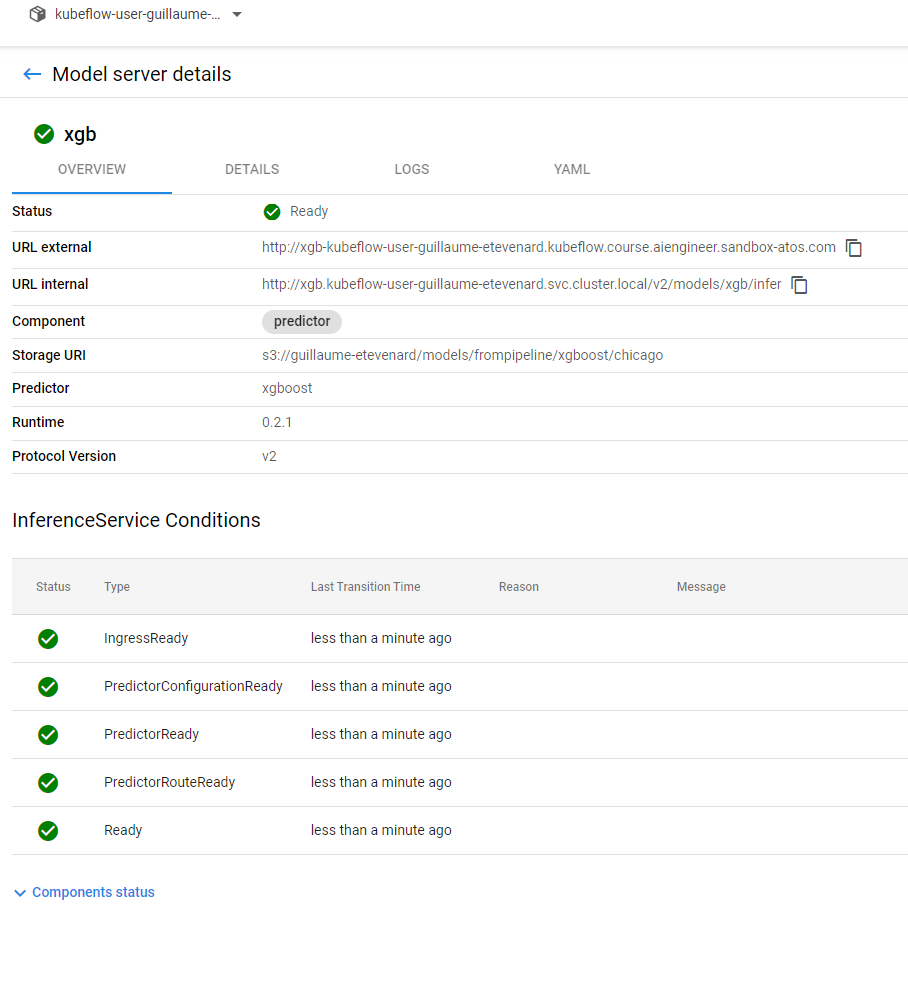 kubeflow-user-guillaume-...
Model server details
xgb
OVERVIEW DETAILS LOGS YAML
Status Ready
URL external http://xgb-kubeflow-user-guillaume-etevenard.kubeflow.course.aiengineer.sandbox-atos.com
URL internal http://xgb.kubeflow-user-guillaume-etevenard.svc.cluster.local/v2/models/xgb/infer
Component predictor
Storage URI s3://guillaume-etevenard/models/frompipeline/xgboost/chicago
Predictor xgboost
Runtime 0.2.1
Protocol Version v2
InferenceService Conditions
Status Type Last Transition Time Reason Message
IngressReady less than a minute ago
PredictorConfigurationReady less than a minute ago
PredictorReady less than a minute ago
PredictorRouteReady less than a minute ago
Ready less than a minute ago
Components status